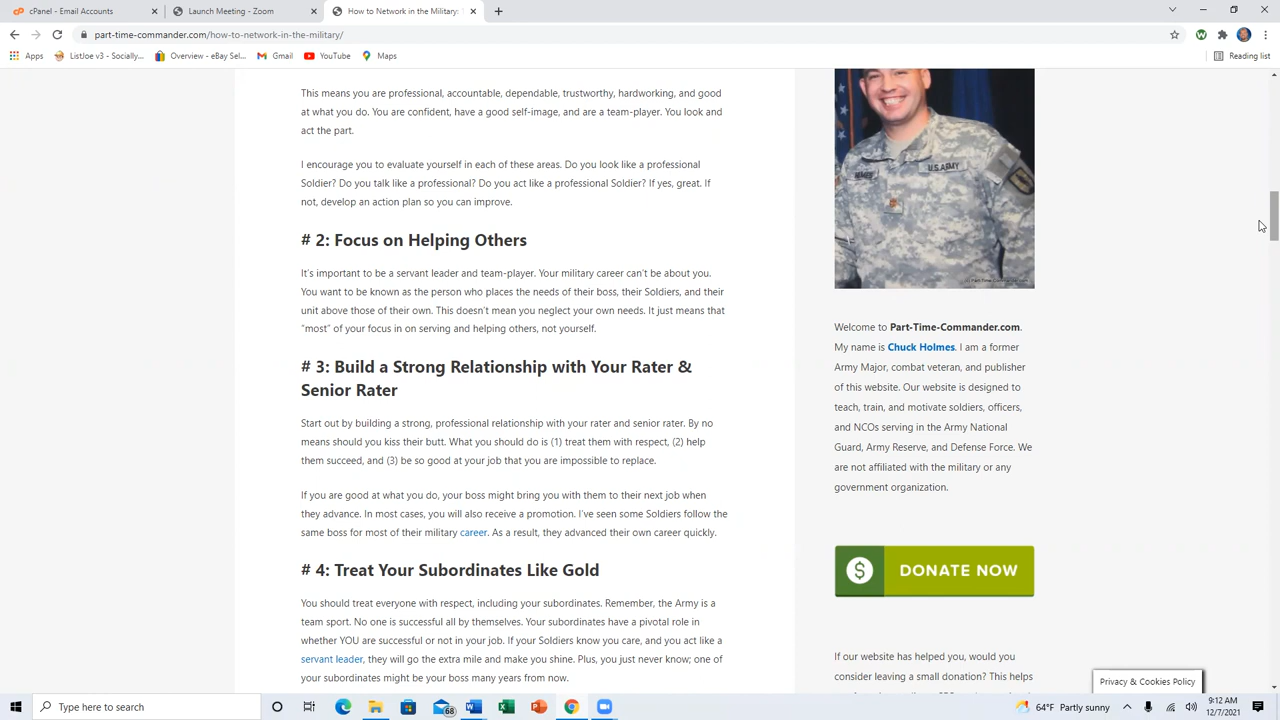 cPanel - Email Accounts
Launch Meeting - Zoom
How to Network in the Military:
part-time-commander.com/how-to-network-in-the-military/
Apps
ListJoe v3 - Socially...
Overview - eBay Sel...
Gmail
YouTube
Maps
Reading list
This means you are professional, accountable, dependable, trustworthy, hardworking, and good
at what you do. You are confident, have a good self-image, and are a team-player. You look and
act the part.
I encourage you to evaluate yourself in each of these areas. Do you look like a professional
Soldier? Do you talk like a professional? Do you act like a professional Soldier? If yes, great. If
not, develop an action plan so you can improve.
# 2: Focus on Helping Others
It's important to be a servant leader and team-player. Your military career can't be about you.
You want to be known as the person who places the needs of their boss, their Soldiers, and their
unit above those of their own. This doesn't mean you neglect your own needs. It just means that
"most" of your focus in on serving and helping others, not yourself.
# 3: Build a Strong Relationship with Your Rater &
Senior Rater
Start out by building a strong, professional relationship with your rater and senior rater. By no
means should you kiss their butt. What you should do is (1) treat them with respect, (2) help
them succeed, and (3) be so good at your job that you are impossible to replace.
If you are good at what you do, your boss might bring you with them to their next job when
they advance. In most cases, you will also receive a promotion. I've seen some Soldiers follow the
same boss for most of their military career. As a result, they advanced their own career quickly.
# 4: Treat Your Subordinates Like Gold
You should treat everyone with respect, including your subordinates. Remember, the Army is a
team sport. No one is successful all by themselves. Your subordinates have a pivotal role in
whether YOU are successful or not in your job. If your Soldiers know you care, and you act like a
servant leader, they will go the extra mile and make you shine. Plus, you just never know; one of
your subordinates might be your boss many years from now.
U.S. ARMY
Welcome to Part-Time-Commander.com.
My name is Chuck Holmes. I am a former
Army Major, combat veteran, and publisher
of this website. Our website is designed to
teach, train, and motivate soldiers, officers,
and NCOs serving in the Army National
Guard, Army Reserve, and Defense Force. We
are not affiliated with the military or any
government organization.
$ DONATE NOW
If our website has helped you, would you
consider leaving a small donation? This helps
Privacy & Cookies Policy
Type here to search
68
64°F Partly sunny
9:12 AM
12/7/2021